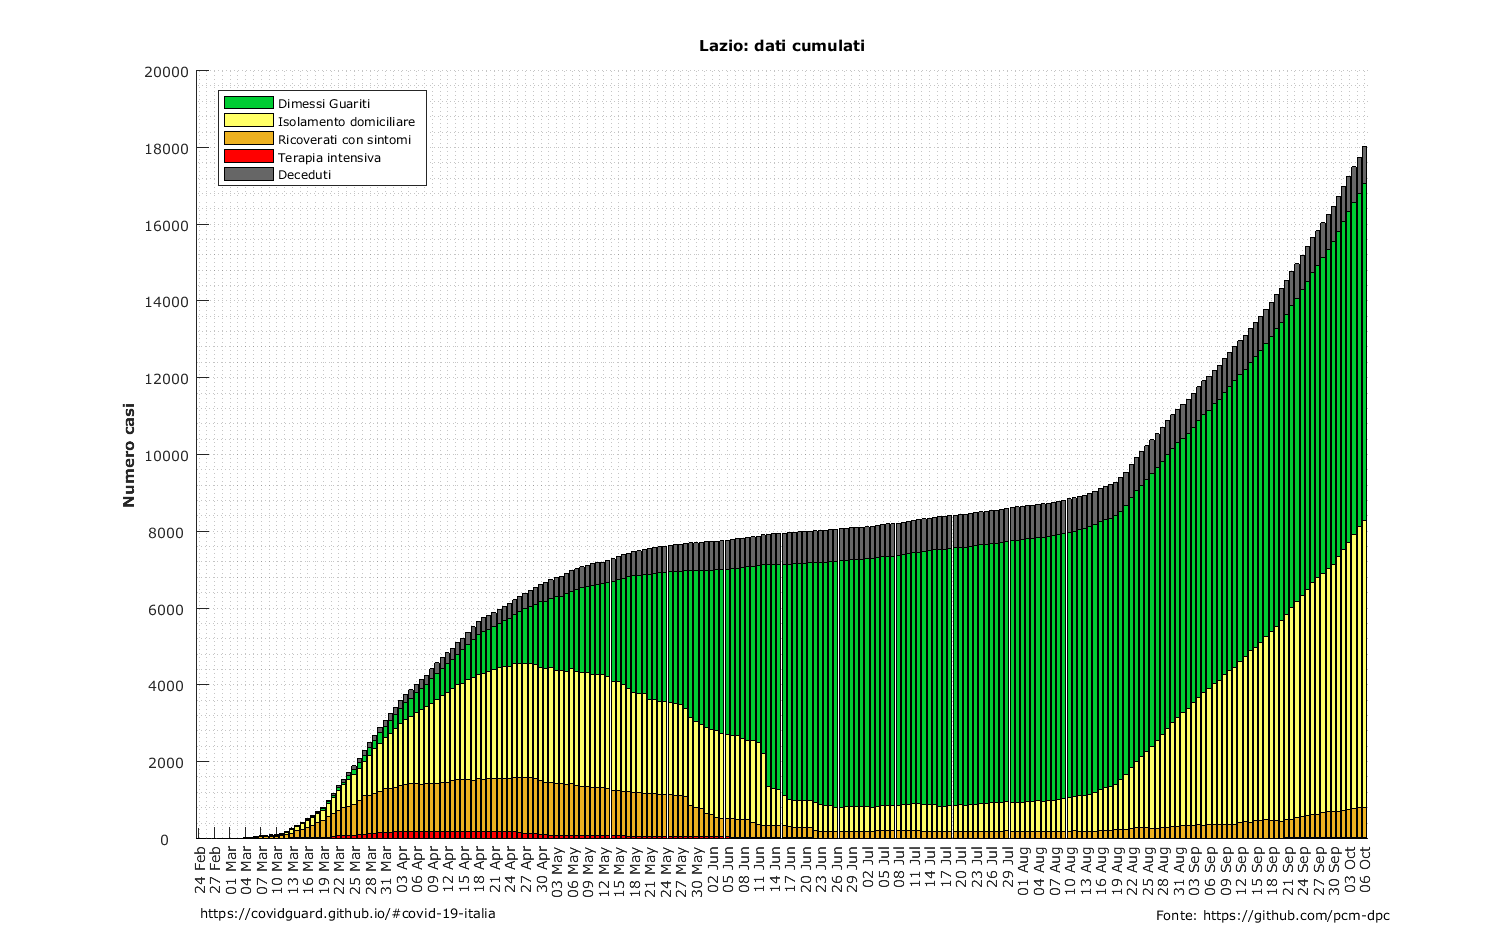 Lazio: dati cumulati
20000
18000
16000
14000
12000
10000
8000
6000
4000
2000
0
Numero casi
Dimessi Guariti
Isolamento domiciliare
Ricoverati con sintomi
Terapia intensiva
Deceduti
24 Feb
27 Feb
01 Mar
04 Mar
07 Mar
10 Mar
13 Mar
16 Mar
19 Mar
22 Mar
25 Mar
28 Mar
31 Mar
03 Apr
06 Apr
09 Apr
12 Apr
15 Apr
18 Apr
21 Apr
24 Apr
27 Apr
30 Apr
03 May
06 May
09 May
12 May
15 May
18 May
21 May
24 May
27 May
30 May
02 Jun
05 Jun
08 Jun
11 Jun
14 Jun
17 Jun
20 Jun
23 Jun
26 Jun
29 Jun
02 Jul
05 Jul
08 Jul
11 Jul
14 Jul
17 Jul
20 Jul
23 Jul
26 Jul
29 Jul
01 Aug
04 Aug
07 Aug
10 Aug
13 Aug
16 Aug
19 Aug
22 Aug
25 Aug
28 Aug
31 Aug
03 Sep
06 Sep
09 Sep
12 Sep
15 Sep
18 Sep
21 Sep
24 Sep
27 Sep
30 Sep
03 Oct
06 Oct
https://covidguard.github.io/#covid-19-italia
Fonte: https://github.com/pcm-dpc